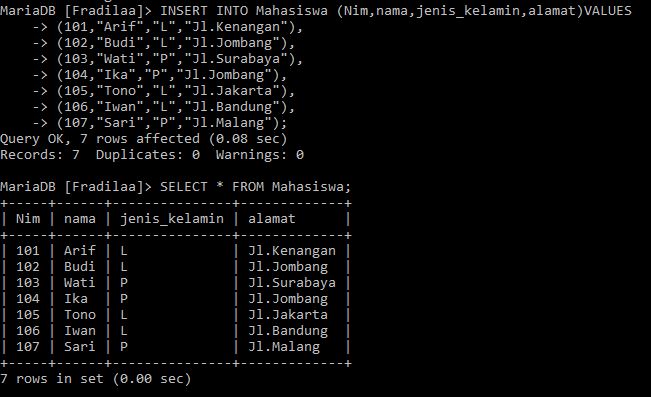 MariaDB [Fradilaa]> INSERT INTO Mahasiswa (Nim,nama,jenis_kelamin,alamat)VALUES
    -> (101,"Arif","L","Jl.Kenangan"),
    -> (102,"Budi","L","Jl.Jombang"),
    -> (103,"Wati","P","Jl.Surabaya"),
    -> (104,"Ika","P","Jl.Jombang"),
    -> (105,"Tono","L","Jl.Jakarta"),
    -> (106,"Iwan","L","Jl.Bandung"),
    -> (107,"Sari","P","Jl.Malang");
Query OK, 7 rows affected (0.08 sec)
Records: 7  Duplicates: 0  Warnings: 0

MariaDB [Fradilaa]> SELECT * FROM Mahasiswa;
+-----+------+---------------+-------------+
| Nim | nama | jenis_kelamin | alamat      |
+-----+------+---------------+-------------+
| 101 | Arif | L             | Jl.Kenangan |
| 102 | Budi | L             | Jl.Jombang  |
| 103 | Wati | P             | Jl.Surabaya |
| 104 | Ika  | P             | Jl.Jombang  |
| 105 | Tono | L             | Jl.Jakarta  |
| 106 | Iwan | L             | Jl.Bandung  |
| 107 | Sari | P             | Jl.Malang   |
+-----+------+---------------+-------------+
7 rows in set (0.00 sec)